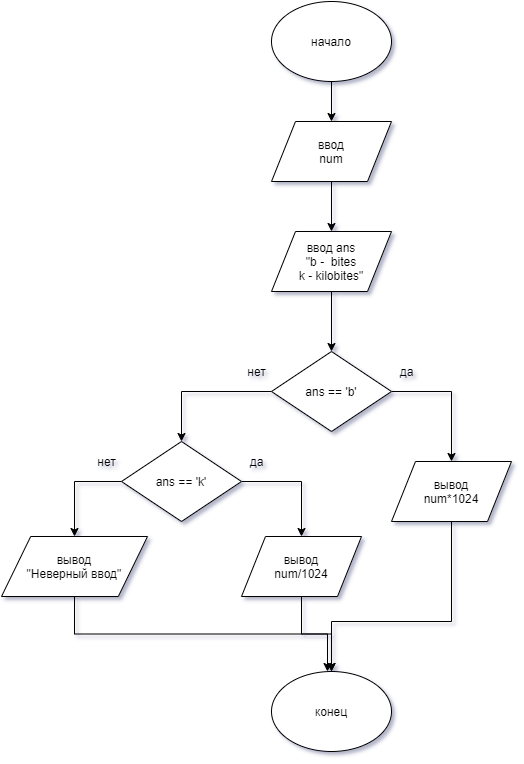 начало
ввод
num
ввод ans
"b - bites
k - kilobites"
нет
ans == 'b'
да
нет
ans == 'k'
да
вывод
num*1024
вывод
"Неверный ввод"
вывод
num/1024
конец